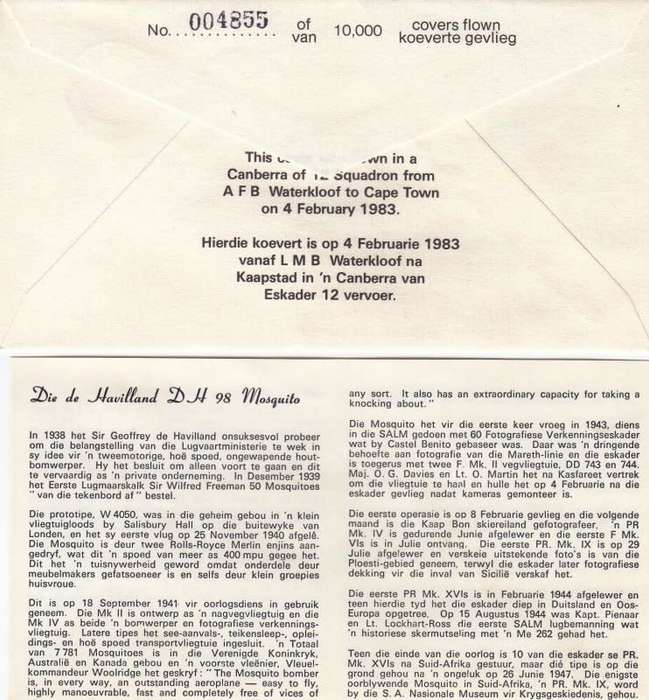 No. 004855 of 10,000 covers flown
van koeverte gevlieg
This wn in a
Canberra of 12 Squadron from
A F B Waterkloof to Cape Town
on 4 February 1983.
Hierdie koevert is op 4 Februarie 1983
vanaf L M B Waterkloof na
Kaapstad in 'n Canberra van
Eskader 12 vervoer.
Die de Havilland D H 98 Mosquito
In 1938 het Sir Geoffrey de Havilland onsuksesvol probeer
om die belangstelling van die Lugvaartministerie te wek in
sy idee vir 'n tweemotorige, hoë spoed, ongewapende hout-
bomwerper. Hy het besluit om alleen voort te gaan en dit
te vervaardig as 'n private onderneming. In Desember 1939
het Eerste Lugmaarskalk Sir Wilfred Freeman 50 Mosquitoes
" van die tekenbord af " bestel.
Die prototipe, W 4050, was in die geheim gebou in 'n klein
vliegtuigloods by Salisbury Hall op die buitewyke van
Londen, en het sy eerste vlug op 25 November 1940 afgelê.
Die Mosquito is deur twee Rolls-Royce Merlin enjins aan-
gedryf, wat dit 'n spoed van meer as 400 mpu gegee het.
Dit het 'n tuisnywerheid geword omdat onderdele deur
meubelmakers gefatsoeneer is en selfs deur klein groepies
huisvroue.
Dit is op 18 September 1941 vir oorlogsdiens in gebruik
geneem. Die Mk II is ontwerp as 'n nagvegvliegtuig en die
Mk IV as beide 'n bomwerper en fotografiese verkennings-
vliegtuig. Latere tipes het see-aanvals-, teikensleep-, oplei-
dings- en hoë spoed transportvliegtuie ingesluit. 'n Totaal
van 7 781 Mosquitoes is in die Verenigde Koninkryk,
Australië en Kanada gebou en 'n voorste vleënier, Vleuel-
kommandeur Woolridge het geskryf : " The Mosquito bomber
is, in every way, an outstanding aeroplane — easy to fly,
highly manoeuvrable, fast and completely free of vices of
any sort. It also has an extraordinary capacity for taking a
knocking about. "
Die Mosquito het vir die eerste keer vroeg in 1943, diens
in die SALM gedoen met 60 Fotografiese Verkenningseskader
wat by Castel Benito gebaseer was. Daar was 'n dringende
behoefte aan fotografie van die Mareth-linie en die eskader
is toegerus met twee F. Mk. II vegvliegtuie, DD 743 en 744.
Maj. O. G. Davies en Lt. O. Martin het na Kasfareet vertrek
om die vliegtuie te haal en hulle het op 4 Februarie na die
eskader gevlieg nadat kameras gemonteer is.
Die eerste operasie is op 8 Februarie gevlieg en die volgende
maand is die Kaap Bon skiereiland gefotografeer. 'n PR
Mk. IV is gedurende Junie afgelewer en die eerste F Mk.
VIs is in Julie ontvang. Die eerste PR. Mk. IX is op 29
Julie afgelewer en verskeie uitstekende foto's is van die
Ploesti-gebied geneem, terwyl die eskader later fotografiese
dekking vir die inval van Sicilië verskaf het.
Die eerste PR Mk. XVIs is in Februarie 1944 afgelewer en
teen hierdie tyd het die eskader diep in Duitsland en Oos-
Europa opgetree. Op 15 Augustus 1944 was Kapt. Pienaar
en Lt. Lockhart-Ross die eerste SALM lugbemanning wat
'n historiese skermutseling met 'n Me 262 gehad het.
Teen die einde van die oorlog is 10 van die eskader se PR.
Mk. XVIs na Suid-Afrika gestuur, maar dié tipe is op die
grond gehou na 'n ongeluk op 26 Junie 1947. Die enigste
oorblywende Mosquito in Suid-Afrika, 'n PR. Mk. IX, word
by die S. A. Nasionale Museum vir Krygsgeskiedenis, gehou.